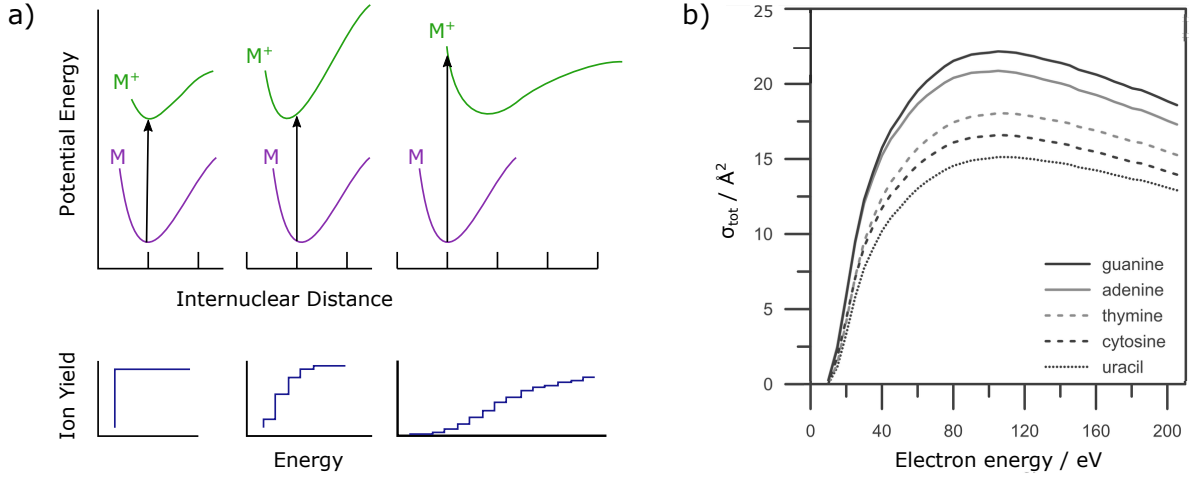 a)
Potential Energy
M⁺
M
M⁺
M
M⁺
M
Internuclear Distance
Ion Yield
Energy
b)
σtot / Å²
25
20
15
10
5
0
guanine
adenine
thymine
cytosine
uracil
0 40 80 120 160 200
Electron energy / eV